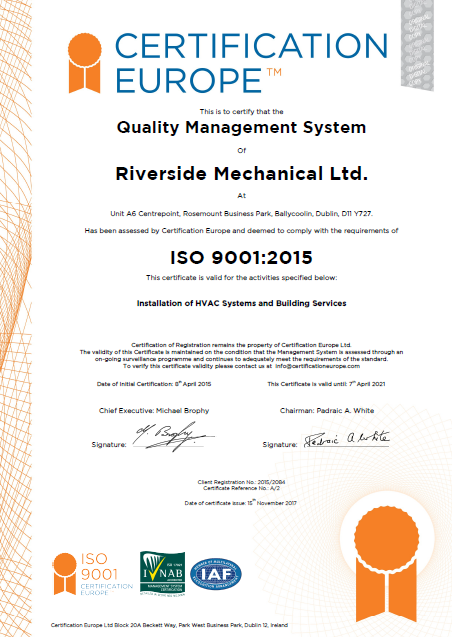 CERTIFICATION
EUROPE™
This is to certify that the
Quality Management System
Of
Riverside Mechanical Ltd.
At
Unit A6 Centrepoint, Rosemount Business Park, Ballycoolin, Dublin, D11 Y727.
Has been assessed by Certification Europe and deemed to comply with the requirements of
ISO 9001:2015
This certificate is valid for the activities specified below:
Installation of HVAC Systems and Building Services
Certification of Registration remains the property of Certification Europe Ltd.
The validity of this Certificate is maintained on the condition that the Management System is assessed through an
on-going surveillance programme and continues to adequately meet the requirements of the standard.
To verify this certificate validity please contact us at info@certificationeurope.com
Date of Initial Certification: 8th April 2015
This Certificate is valid until: 7th April 2021
Chief Executive: Michael Brophy
Chairman: Padraic A. White
Signature: M. Brophy
Signature: Padraic A White
Client Registration No.: 2015/2084
Certificate Reference No.: A/2
Date of certificate issue: 15th November 2017
ISO
9001
CERTIFICATION
EUROPE
INAB
IAF
Certification Europe Ltd Block 20A Beckett Way, Park West Business Park, Dublin 12, Ireland